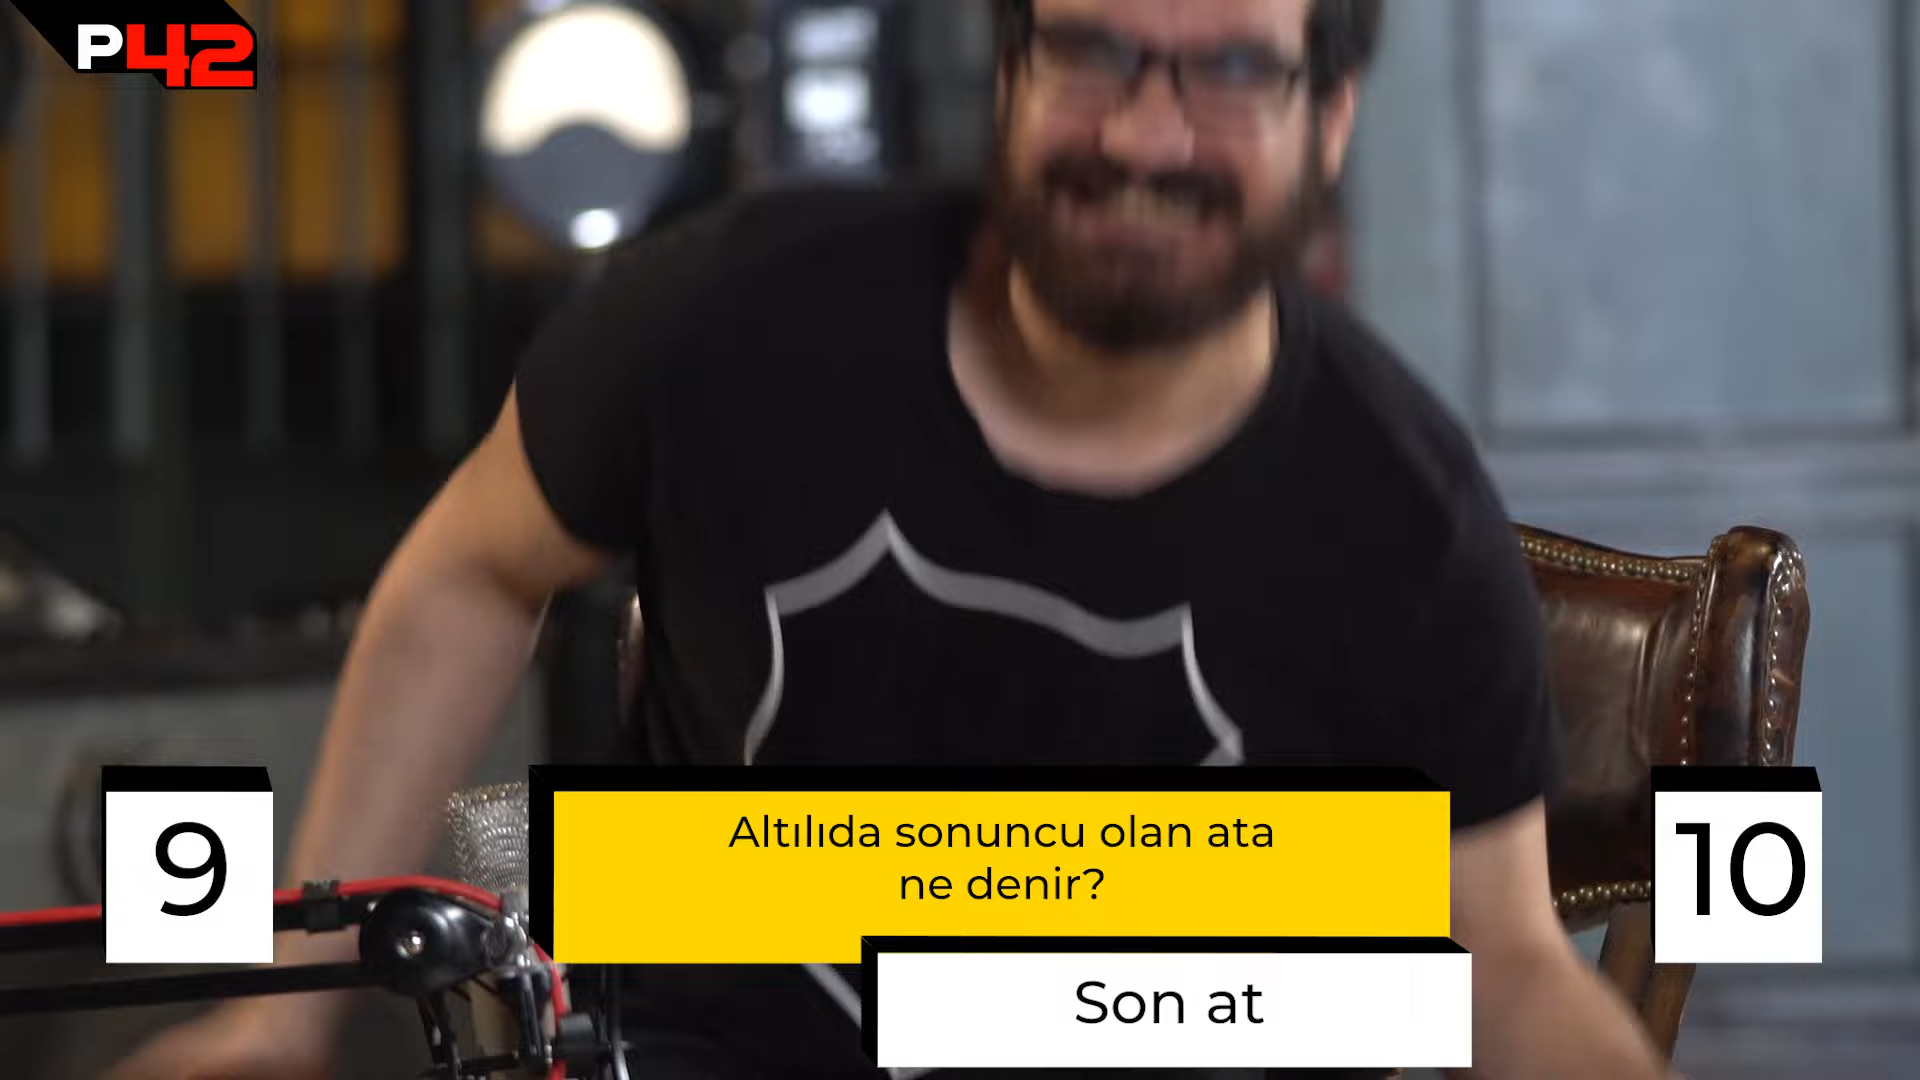 P42
9
Altılıda sonuncu olan ata
ne denir?
10
Son at